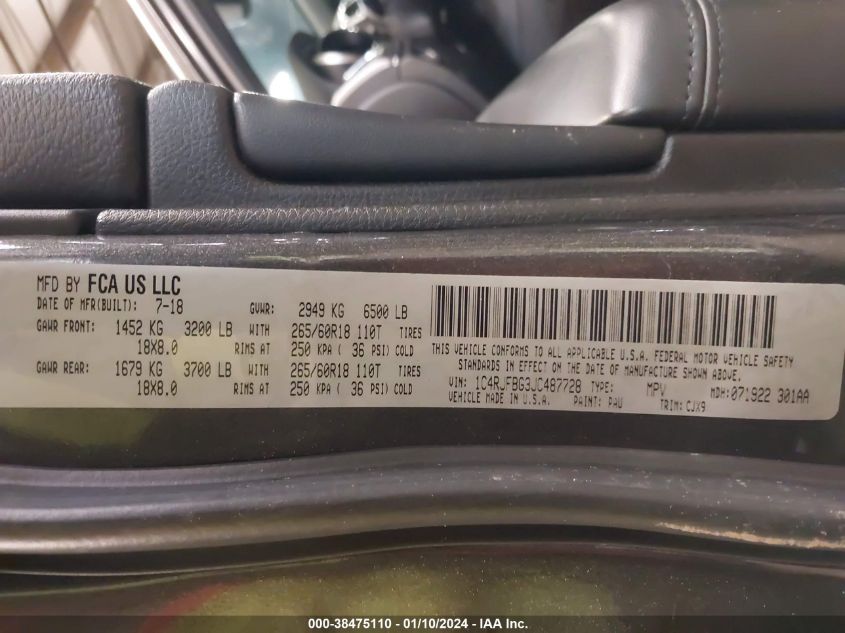 MFD BY FCA US LLC
DATE OF MFR(BUILT): 7-18 GVWR: 2949 KG 6500 LB
GAWR FRONT: 1452 KG 3200 LB WITH 265/60R18 110T TIRES
18X8.0 RIMS AT 250 KPA ( 36 PSI) COLD
GAWR REAR: 1679 KG 3700 LB WITH 265/60R18 110T TIRES
18X8.0 RIMS AT 250 KPA ( 36 PSI) COLD
THIS VEHICLE CONFORMS TO ALL APPLICABLE U.S.A. FEDERAL MOTOR VEHICLE SAFETY
STANDARDS IN EFFECT ON THE DATE OF MANUFACTURE SHOWN ABOVE.
VIN: 1C4RJFBG3JC487728 TYPE: MPV MDH: 071922 301AA
VEHICLE MADE IN U.S.A. PAINT: PAU TRIM: CJX9
000-38475110 - 01/10/2024 - IAA Inc.